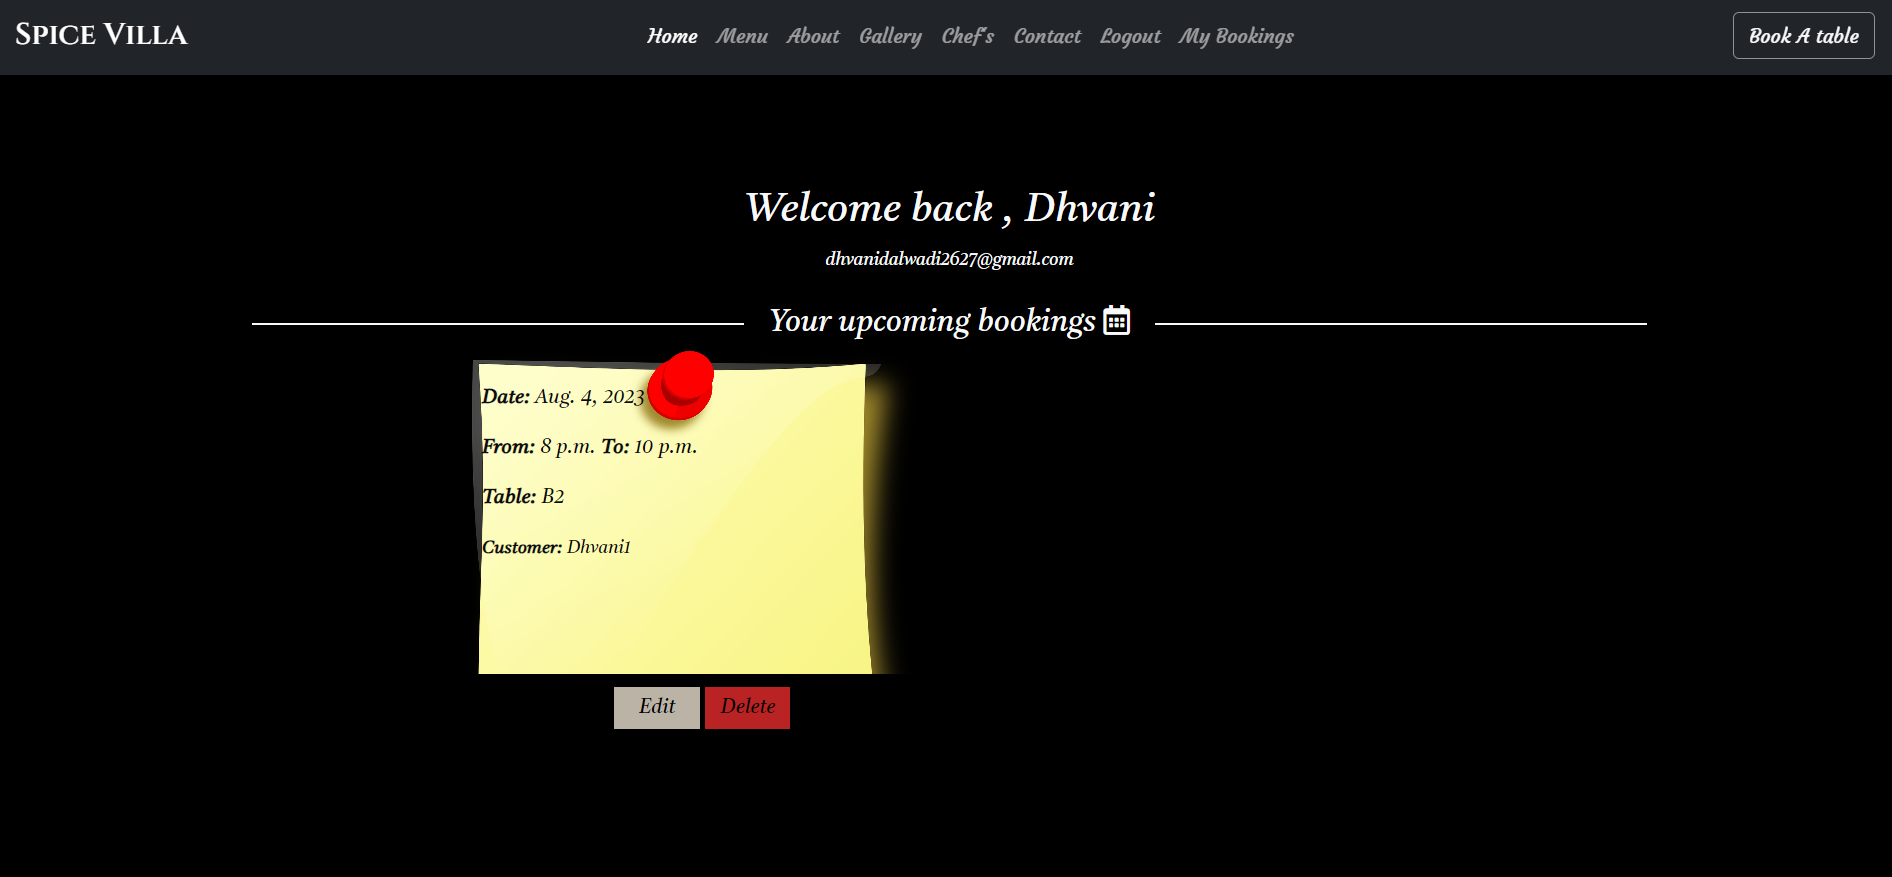 Spice Villa
Home Menu About Gallery Chef's Contact Logout My Bookings
Book A table
Welcome back , Dhvani
dhvanidalwadi2627@gmail.com
Your upcoming bookings
Date: Aug. 4, 2023
From: 8 p.m. To: 10 p.m.
Table: B2
Customer: Dhvani1
Edit Delete